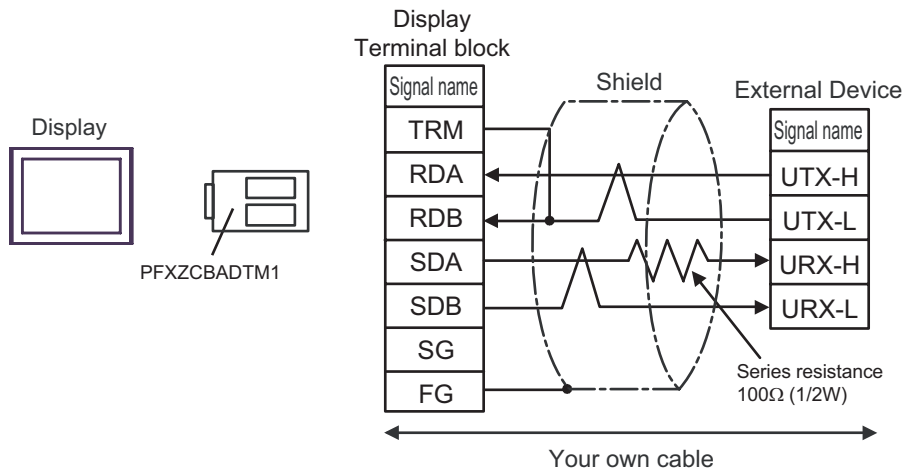 Display
Terminal block
Signal name
TRM
RDA
RDB
SDA
SDB
SG
FG
Shield
External Device
Signal name
UTX-H
UTX-L
URX-H
URX-L
Display
PFXZCBADTM1
Series resistance
100Ω (1/2W)
Your own cable